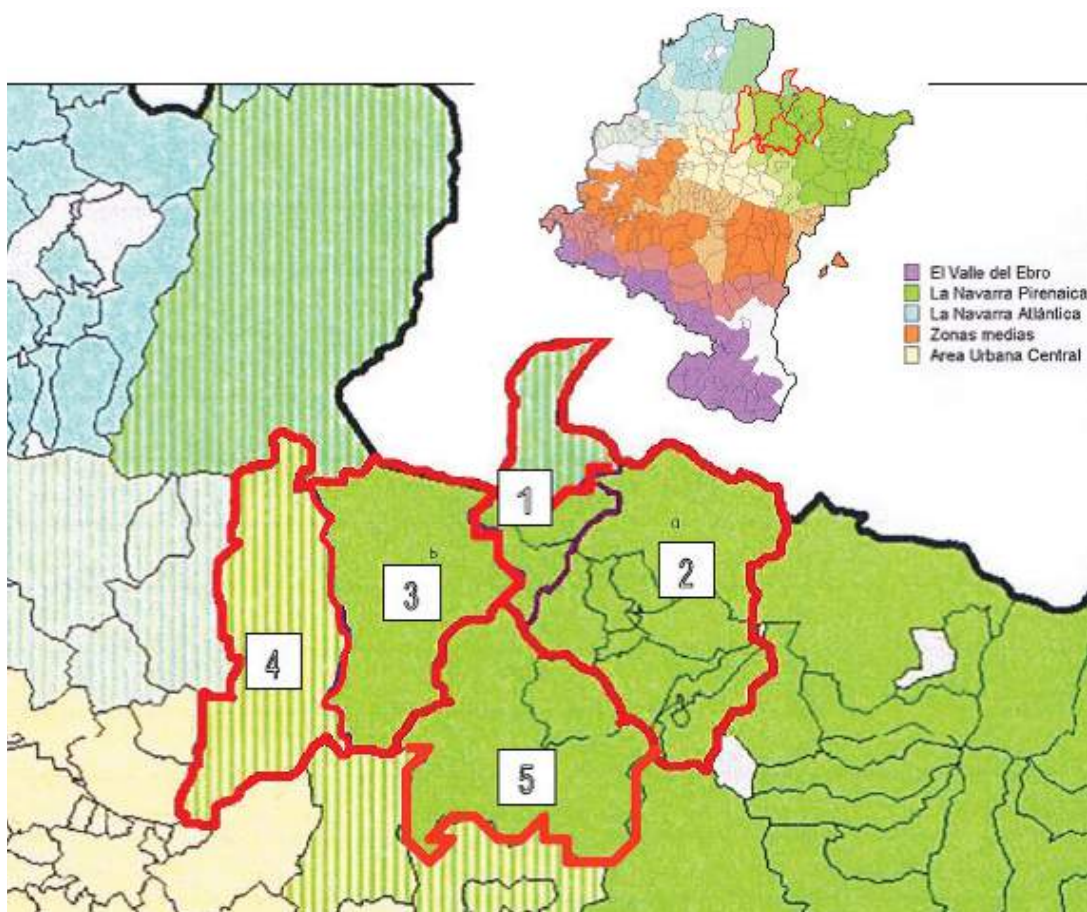 El Valle del Ebro
La Navarra Pirenaica
La Navarra Atlántica
Zonas medias
Area Urbana Central
1
a
2
b
3
4
5